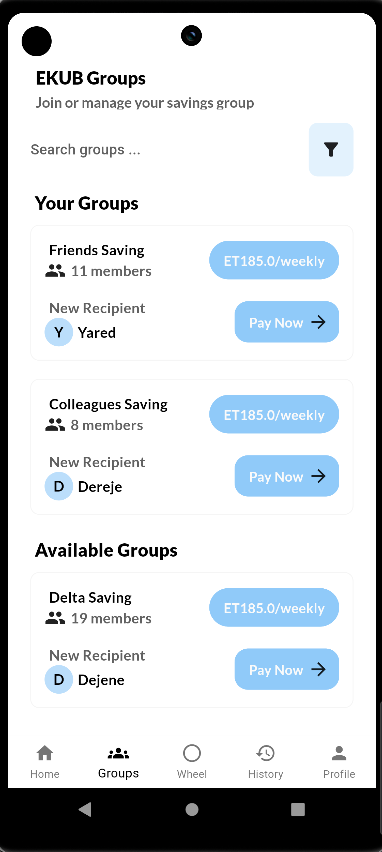 EKUB Groups
Join or manage your savings group
Search groups ...
Your Groups
Friends Saving
ET185.0/weekly
11 members
New Recipient
Pay Now
Y
Yared
Colleagues Saving
ET185.0/weekly
8 members
New Recipient
Pay Now
D
Dereje
Available Groups
Delta Saving
ET185.0/weekly
19 members
New Recipient
Pay Now
D
Dejene
Home Groups Wheel History Profile